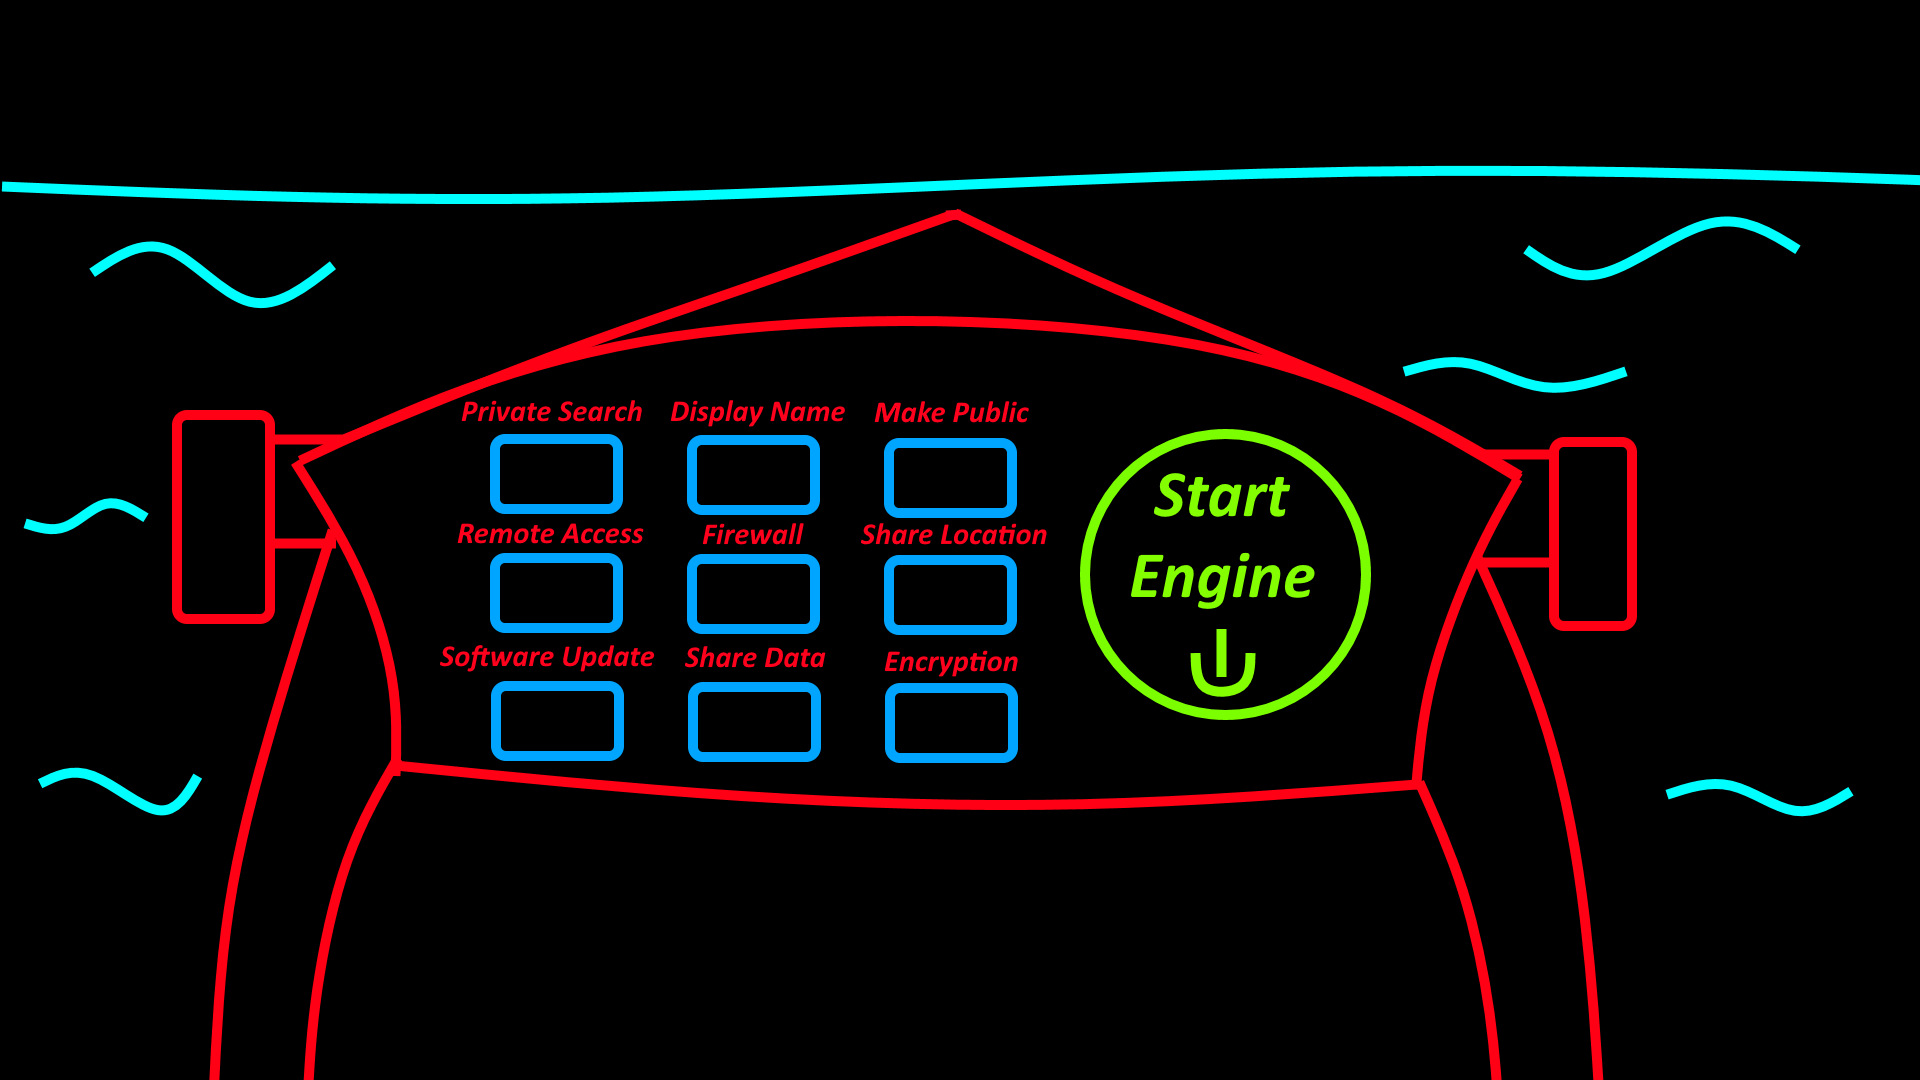 Private Search
Display Name
Make Public
Remote Access
Firewall
Share Location
Software Update
Share Data
Encryption
Start
Engine